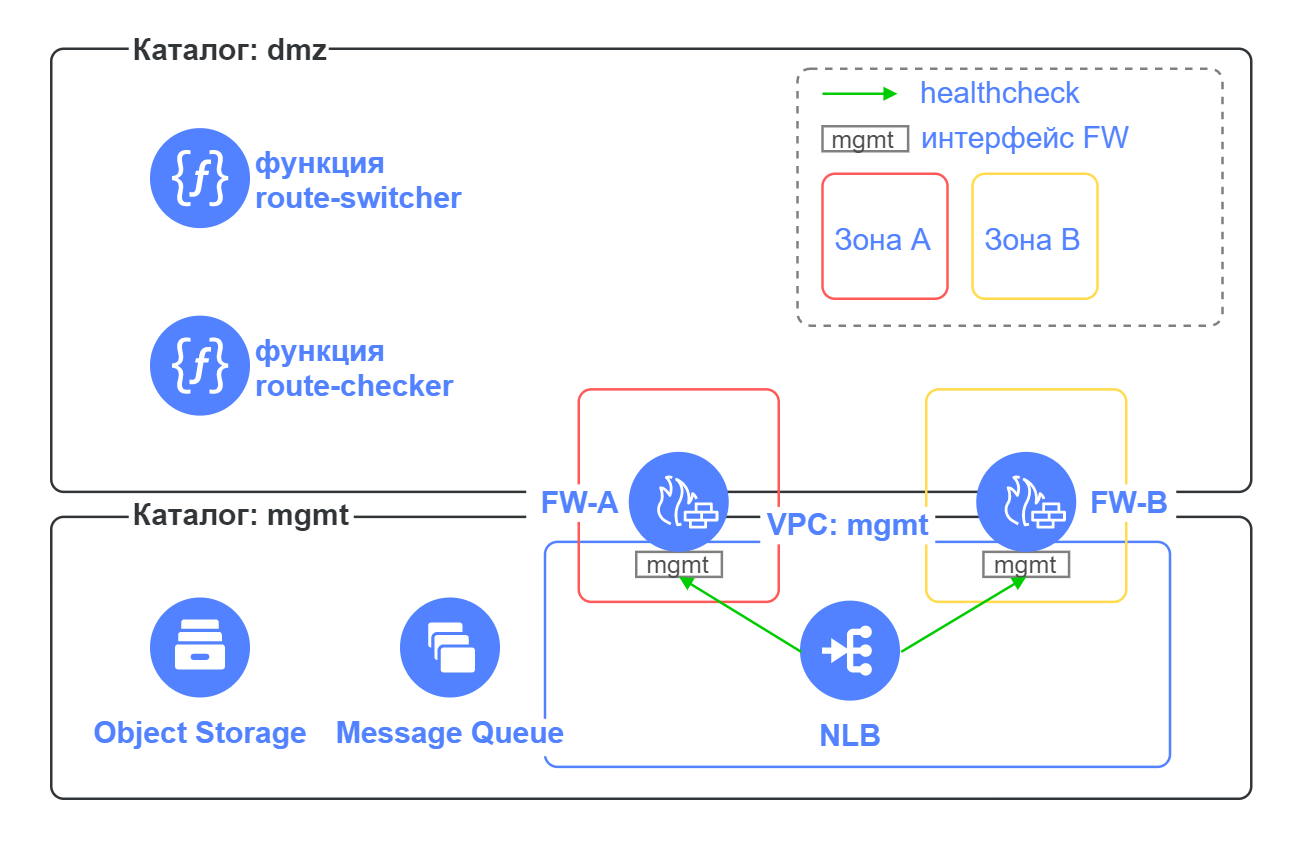 Каталог: dmz
healthcheck
mgmt
интерфейс FW
функция
route-switcher
Зона A
Зона B
функция
route-checker
FW-A
FW-B
Каталог: mgmt
VPC: mgmt
mgmt
mgmt
Object Storage
Message Queue
NLB